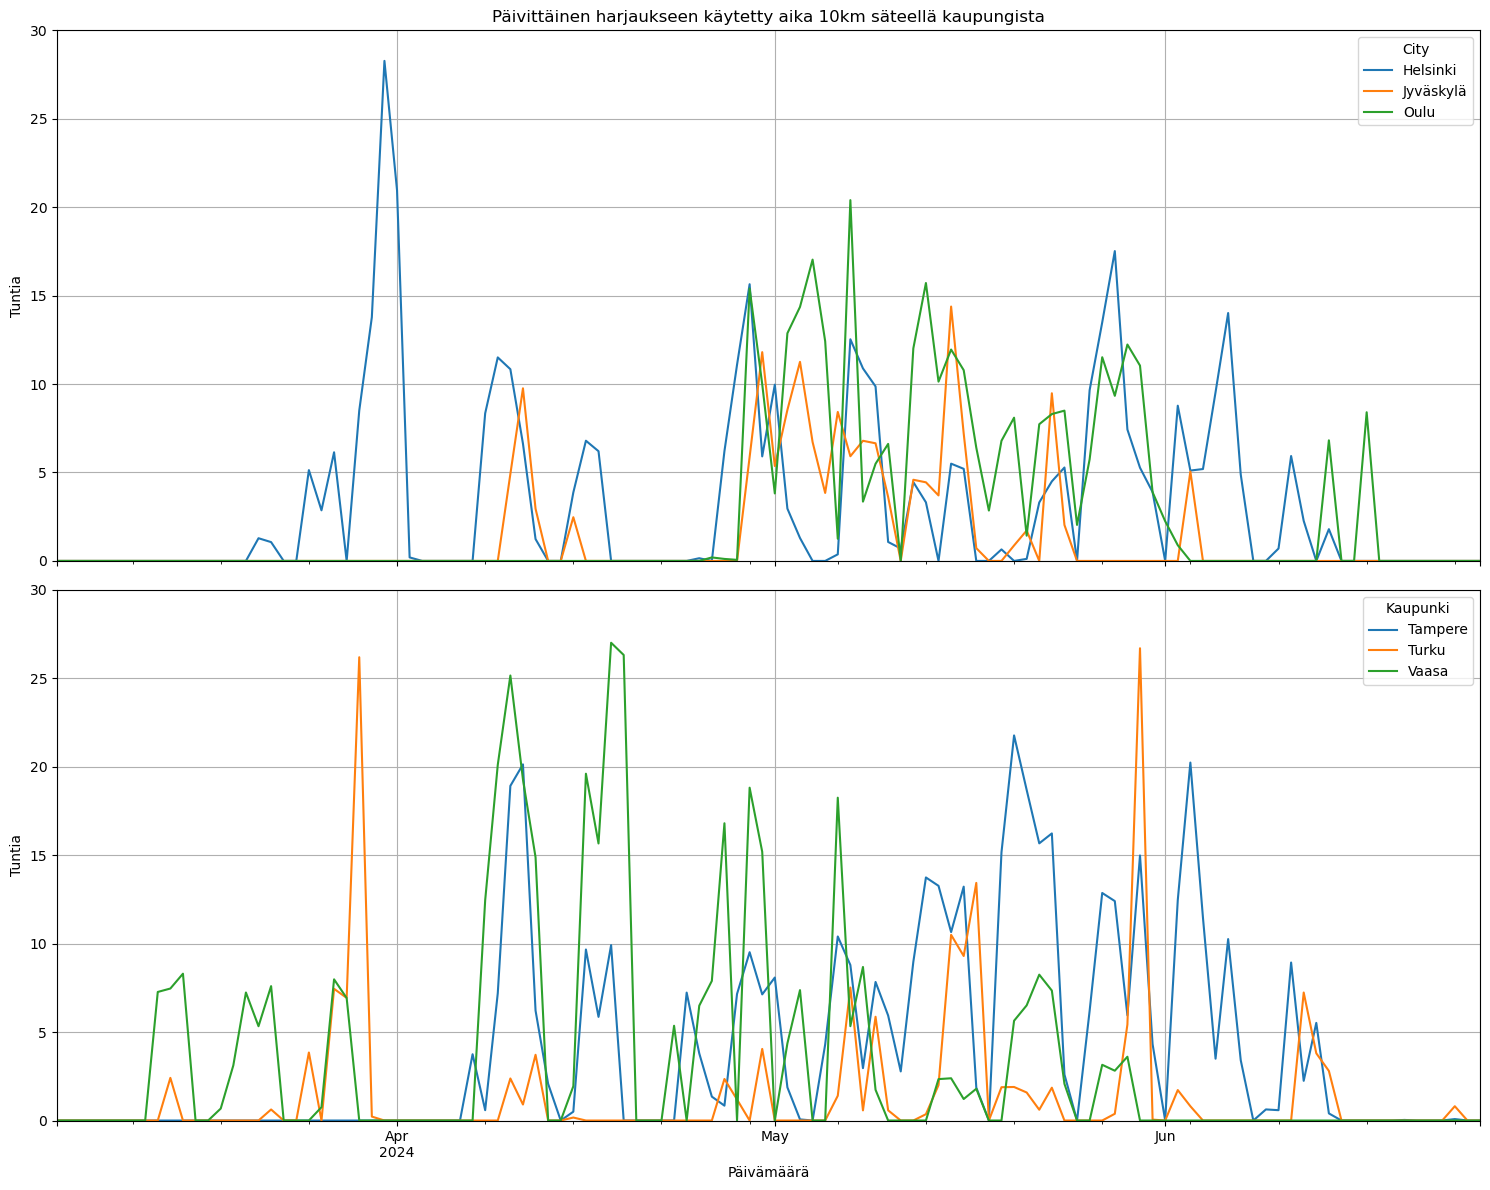 Päivittäinen harjaukseen käytetty aika 10km säteellä kaupungista
30
25
20
15
10
5
0
Tuntia
City
Helsinki
Jyväskylä
Oulu
30
25
20
15
10
5
0
Tuntia
Kaupunki
Tampere
Turku
Vaasa
Apr
2024
May
Jun
Päivämäärä